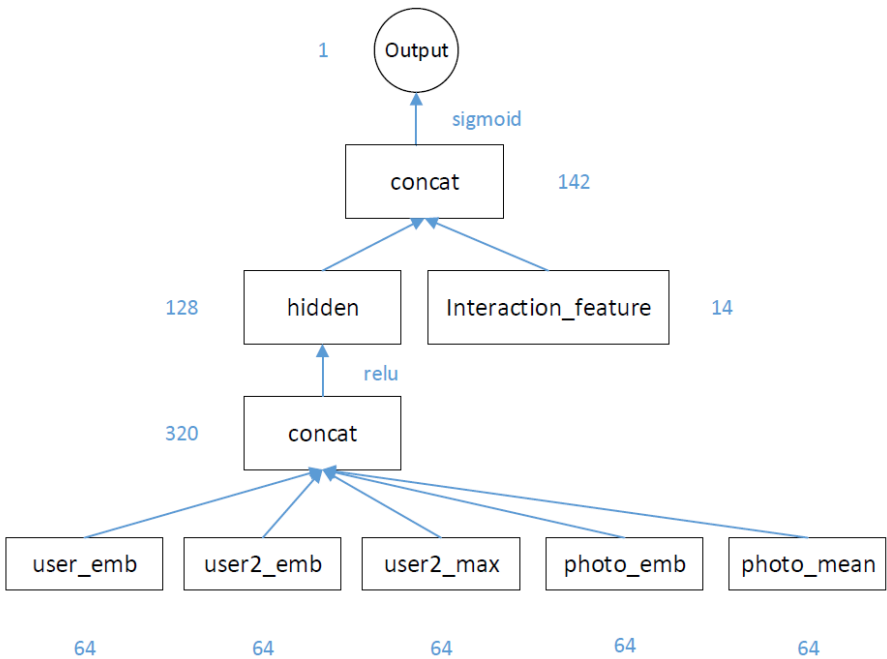 1
Output
sigmoid
concat
142
128
hidden
Interaction_feature
14
relu
320
concat
user_emb
user2_emb
user2_max
photo_emb
photo_mean
64
64
64
64
64